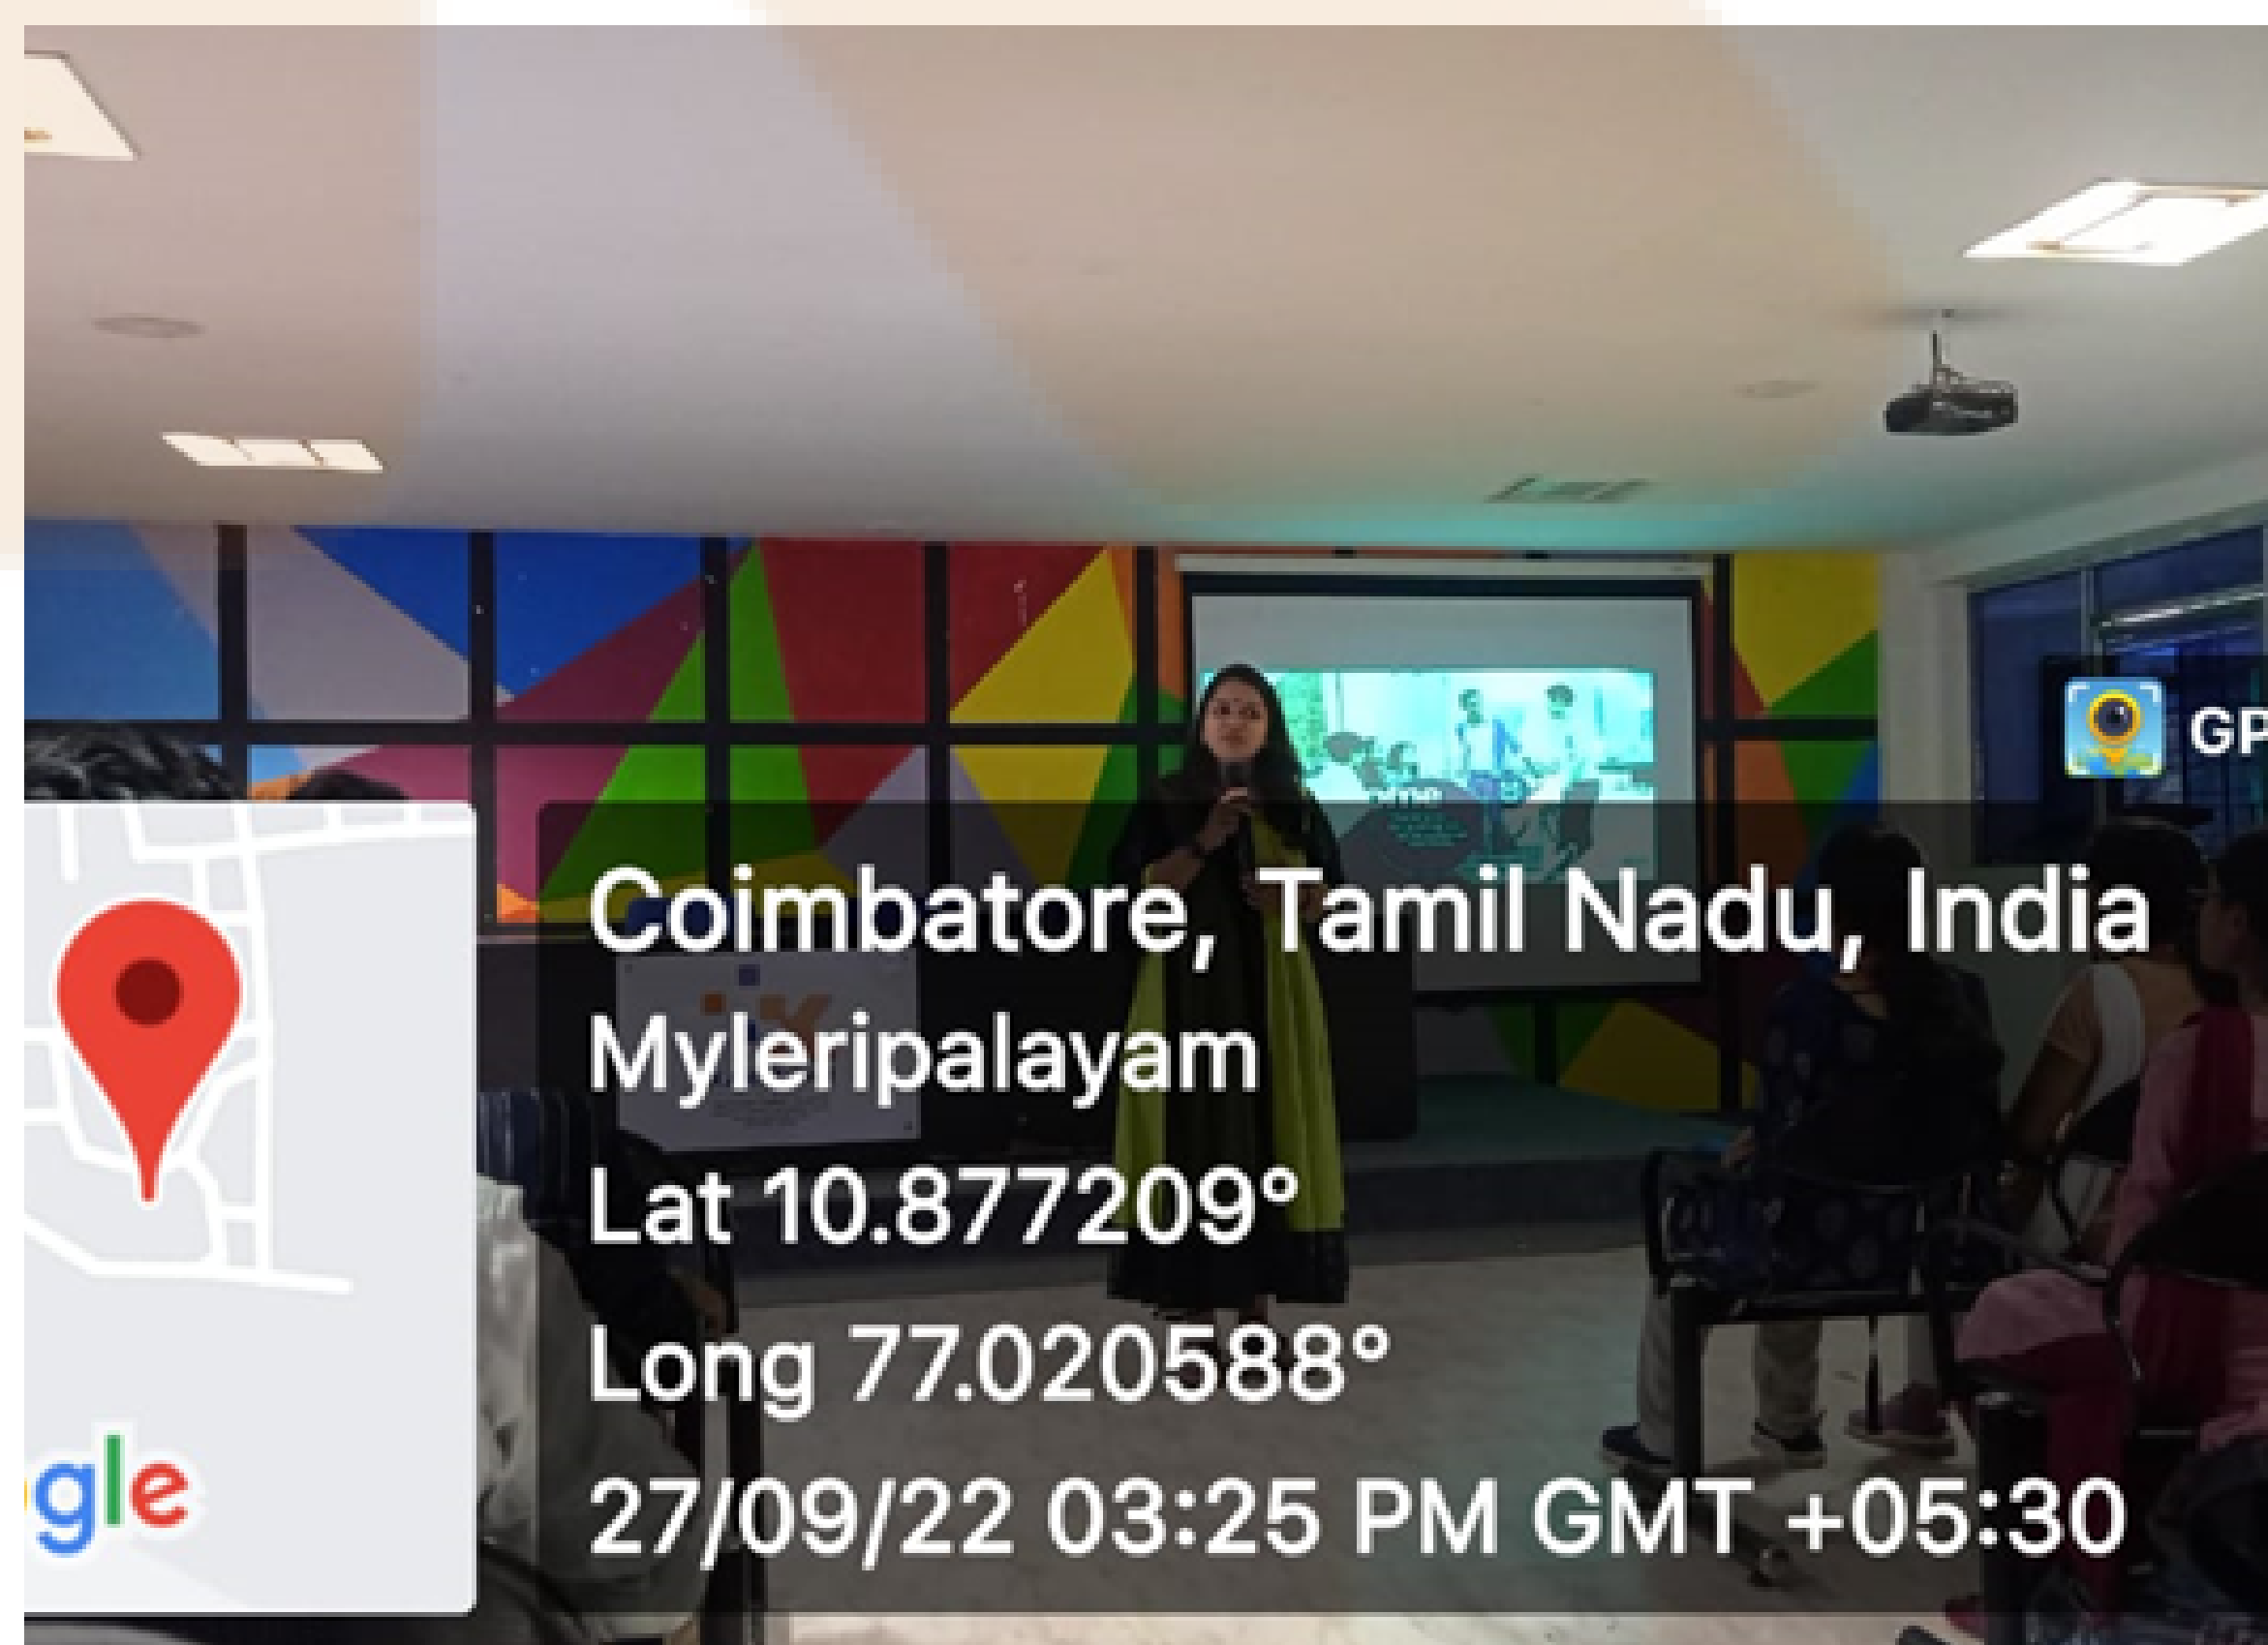 GP
Coimbatore, Tamil Nadu, India
Myleripalayam
Lat 10.877209°
Long 77.020588°
gle
27/09/22 03:25 PM GMT +05:30